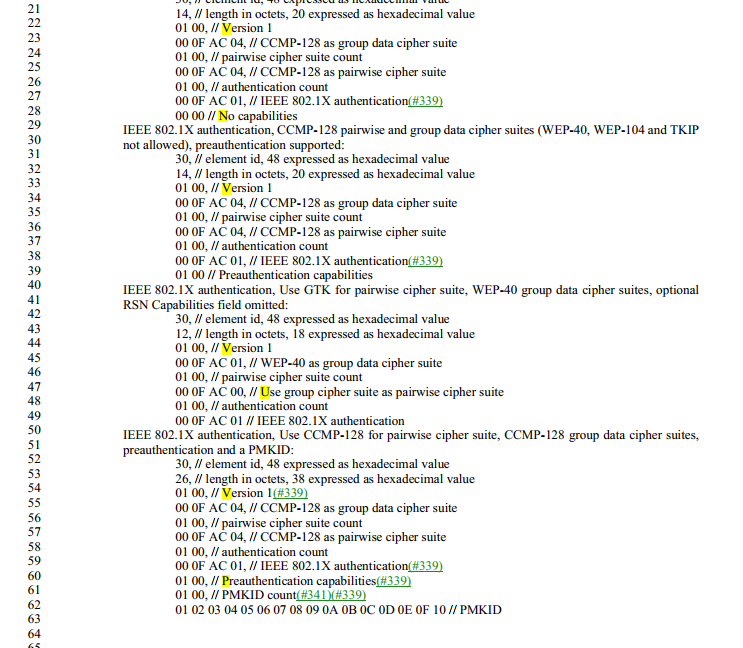 21
14, // length in octets, 20 expressed as hexadecimal value
22
01 00, // Version 1
23
00 0F AC 04, // CCMP-128 as group data cipher suite
24
01 00, // pairwise cipher suite count
25
00 0F AC 04, // CCMP-128 as pairwise cipher suite
26
01 00, // authentication count
27
00 0F AC 01, // IEEE 802.1X authentication(#339)
28
00 00 // No capabilities
29
IEEE 802.1X authentication, CCMP-128 pairwise and group data cipher suites (WEP-40, WEP-104 and TKIP
30
not allowed), preauthentication supported:
31
30, // element id, 48 expressed as hexadecimal value
32
14, // length in octets, 20 expressed as hexadecimal value
33
01 00, // Version 1
34
00 0F AC 04, // CCMP-128 as group data cipher suite
35
01 00, // pairwise cipher suite count
36
00 0F AC 04, // CCMP-128 as pairwise cipher suite
37
01 00, // authentication count
38
00 0F AC 01, // IEEE 802.1X authentication(#339)
39
01 00 // Preauthentication capabilities
40
IEEE 802.1X authentication, Use GTK for pairwise cipher suite, WEP-40 group data cipher suites, optional
41
RSN Capabilities field omitted:
42
30, // element id, 48 expressed as hexadecimal value
43
12, // length in octets, 18 expressed as hexadecimal value
44
01 00, // Version 1
45
00 0F AC 01, // WEP-40 as group data cipher suite
46
01 00, // pairwise cipher suite count
47
00 0F AC 00, // Use group cipher suite as pairwise cipher suite
48
01 00, // authentication count
49
00 0F AC 01 // IEEE 802.1X authentication
50
IEEE 802.1X authentication, Use CCMP-128 for pairwise cipher suite, CCMP-128 group data cipher suites,
51
preauthentication and a PMKID:
52
30, // element id, 48 expressed as hexadecimal value
53
26, // length in octets, 38 expressed as hexadecimal value
54
01 00, // Version 1(#339)
55
00 0F AC 04, // CCMP-128 as group data cipher suite
56
01 00, // pairwise cipher suite count
57
00 0F AC 04, // CCMP-128 as pairwise cipher suite
58
01 00, // authentication count
59
00 0F AC 01, // IEEE 802.1X authentication(#339)
60
01 00, // Preauthentication capabilities(#339)
61
01 00, // PMKID count(#341)(#339)
62
01 02 03 04 05 06 07 08 09 0A 0B 0C 0D 0E 0F 10 // PMKID
63
64